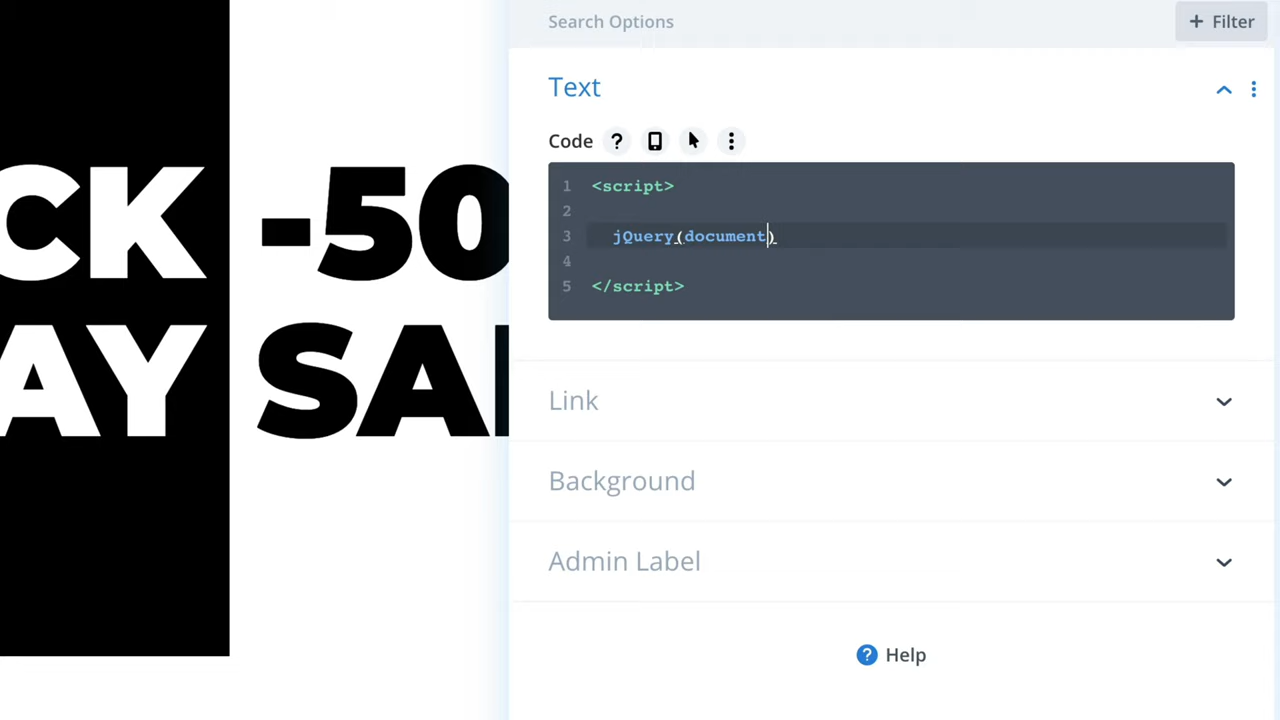 Search Options
+ Filter
Text
Code ?
1 <script>
2
3 jQuery(document)
4
5 </script>
CK -50
AY SA
Link
Background
Admin Label
? Help